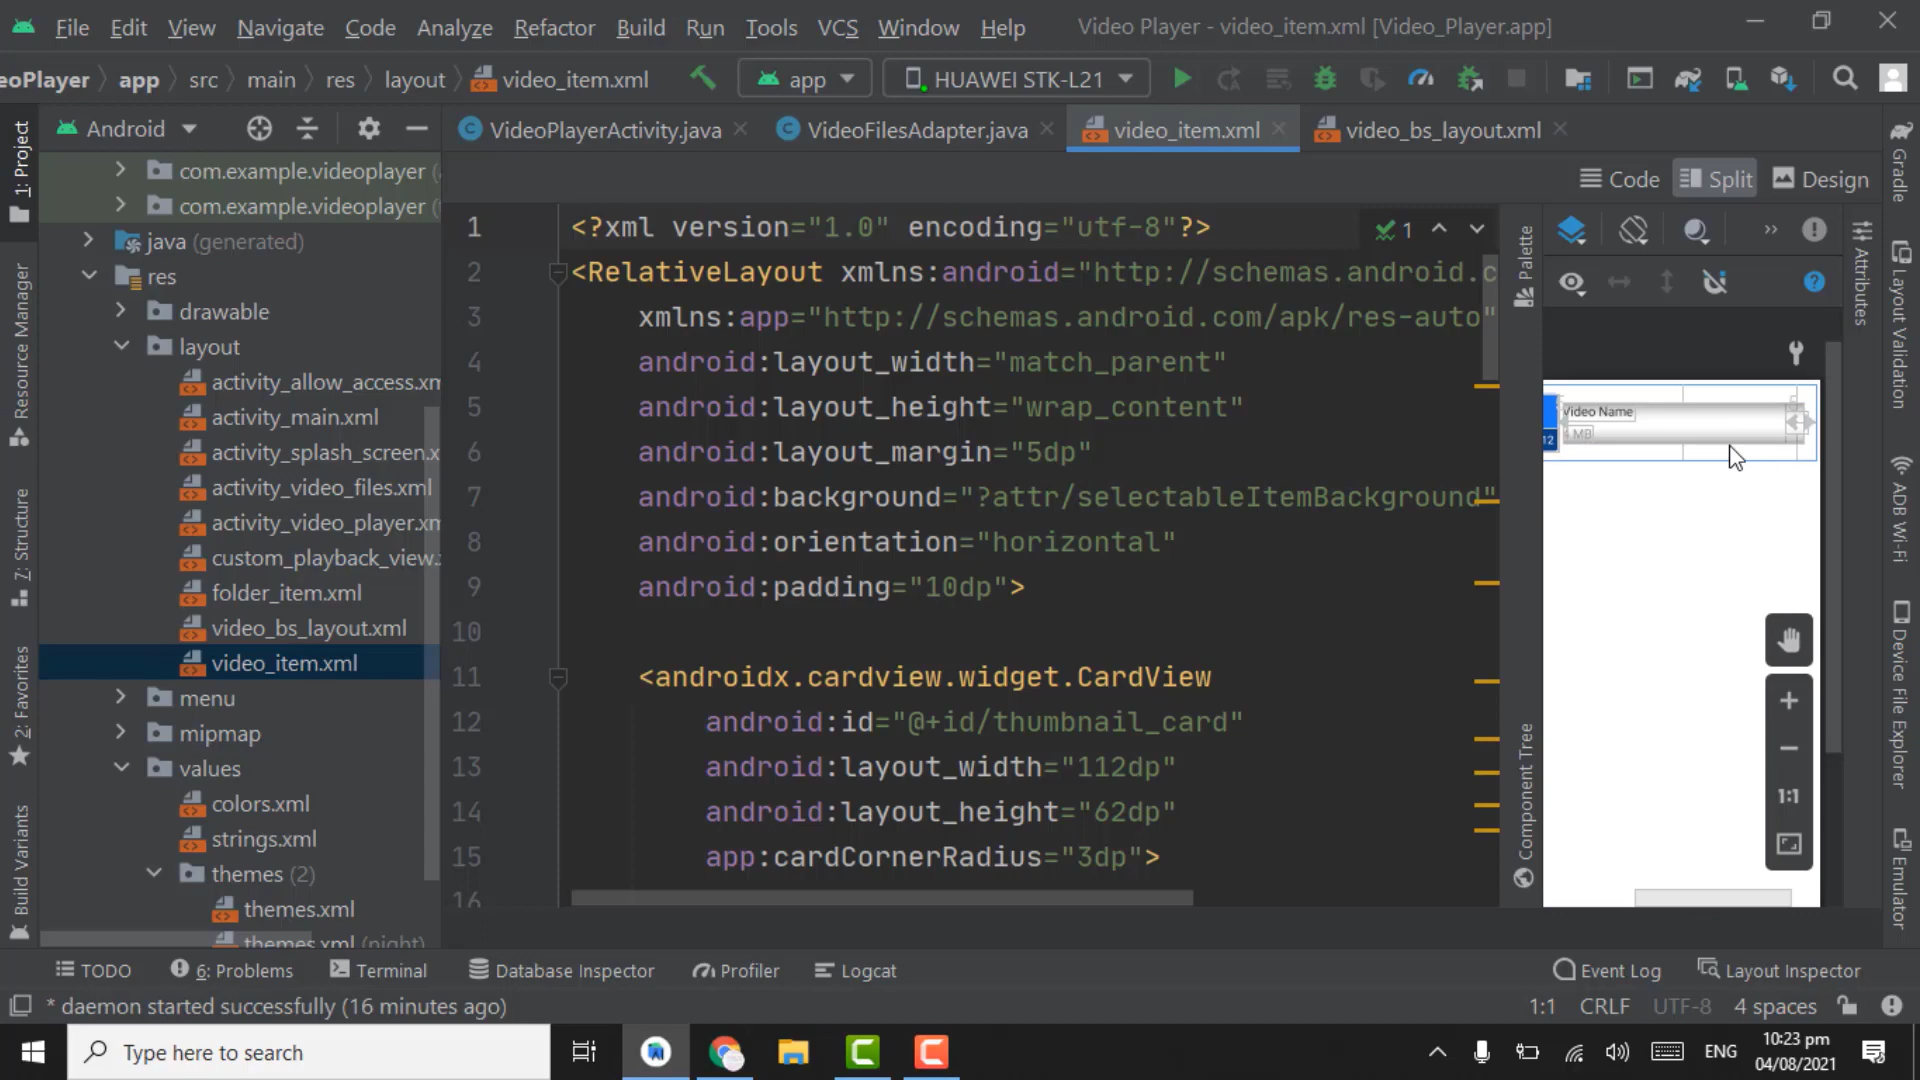 File Edit View Navigate Code Analyze Refactor Build Run Tools VCS Window Help Video Player - video_item.xml [Video_Player.app]
eoPlayer app src main res layout video_item.xml app HUAWEI STK-L21
Android VideoPlayerActivity.java VideoFilesAdapter.java video_item.xml video_bs_layout.xml
Code Split Design
1: Project
Resource Manager
7: Structure
2: Favorites
Build Variants
com.example.videoplayer (
com.example.videoplayer (
java (generated)
res
drawable
layout
activity_allow_access.xm
activity_main.xml
activity_splash_screen.x
activity_video_files.xml
activity_video_player.xm
custom_playback_view.
folder_item.xml
video_bs_layout.xml
video_item.xml
menu
mipmap
values
colors.xml
strings.xml
themes (2)
themes.xml
themes.xml (night)
1 <?xml version="1.0" encoding="utf-8"?> 1
2 <RelativeLayout xmlns:android="http://schemas.android.c
3 xmlns:app="http://schemas.android.com/apk/res-auto"
4 android:layout_width="match_parent"
5 android:layout_height="wrap_content"
6 android:layout_margin="5dp"
7 android:background="?attr/selectableItemBackground"
8 android:orientation="horizontal"
9 android:padding="10dp">
10
11 <androidx.cardview.widget.CardView
12 android:id="@+id/thumbnail_card"
13 android:layout_width="112dp"
14 android:layout_height="62dp"
15 app:cardCornerRadius="3dp">
16
Palette
Component Tree
Video Name
MB
12
1:1
Attributes
Gradle
Layout Validation
ADB Wi-Fi
Device File Explorer
Emulator
TODO 6: Problems Terminal Database Inspector Profiler Logcat Event Log Layout Inspector
* daemon started successfully (16 minutes ago) 1:1 CRLF UTF-8 4 spaces
Type here to search ENG 10:23 pm
04/08/2021